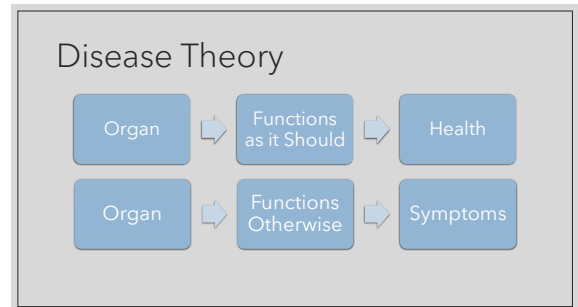 Disease Theory
Organ
Functions
as it Should
Health
Organ
Functions
Otherwise
Symptoms